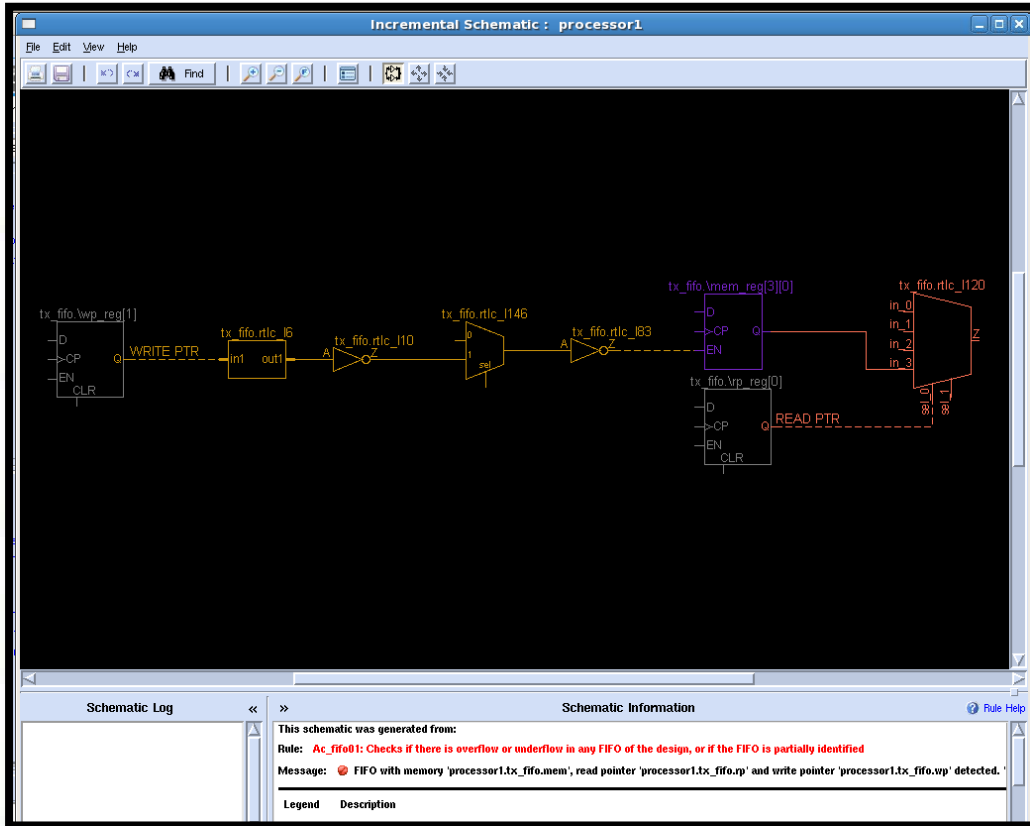 Incremental Schematic : processor1
File Edit View Help
Find
tx_fifo.\wp_reg[1]
D
CP
EN
CLR
Q
WRITE PTR
tx_fifo.rtlc_I6
in1 out1
tx_fifo.rtlc_I10
A Z
tx_fifo.rtlc_I146
0
1
sel
tx_fifo.rtlc_I83
A Z
tx_fifo.\mem_reg[3][0]
D
CP
EN
Q
tx_fifo.\rp_reg[0]
D
CP
EN
CLR
Q
READ PTR
tx_fifo.rtlc_I120
in_0
in_1
in_2
in_3
Z
sel_0
sel_1
Schematic Log « » Schematic Information Rule Help
This schematic was generated from:
Rule: Ac_fifo01: Checks if there is overflow or underflow in any FIFO of the design, or if the FIFO is partially identified
Message: FIFO with memory 'processor1.tx_fifo.mem', read pointer 'processor1.tx_fifo.rp' and write pointer 'processor1.tx_fifo.wp' detected. '
Legend Description